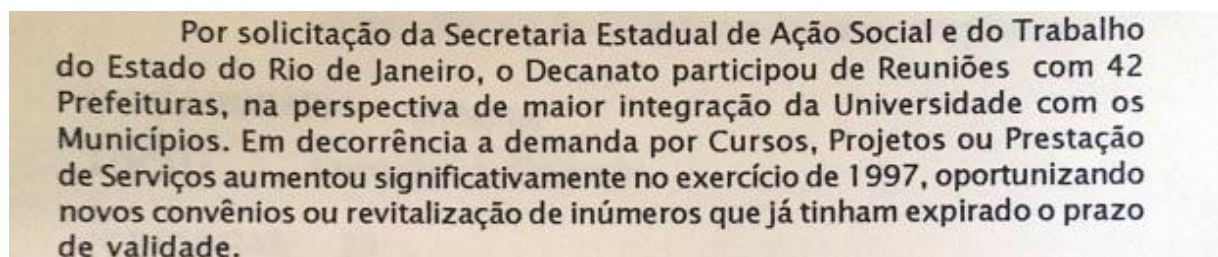 Por solicitação da Secretaria Estadual de Ação Social e do Trabalho
do Estado do Rio de Janeiro, o Decanato participou de Reuniões com 42
Prefeituras, na perspectiva de maior integração da Universidade com os
Municípios. Em decorrência a demanda por Cursos, Projetos ou Prestação
de Serviços aumentou significativamente no exercício de 1997, oportunizando
novos convênios ou revitalização de inúmeros que já tinham expirado o prazo
de validade.